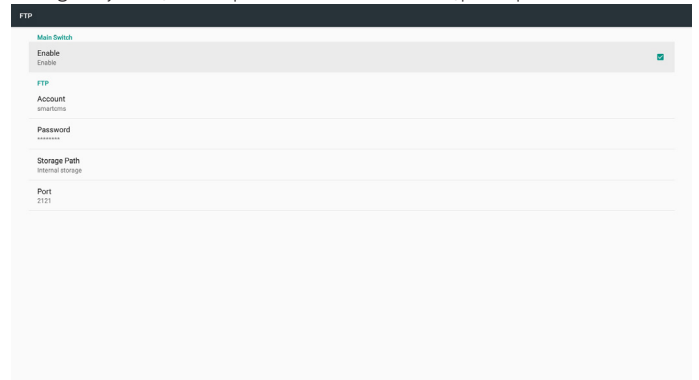 FTP
Main Switch
Enable
Enable
FTP
Account
smartcms
Password
********
Storage Path
Internal storage
Port
2121